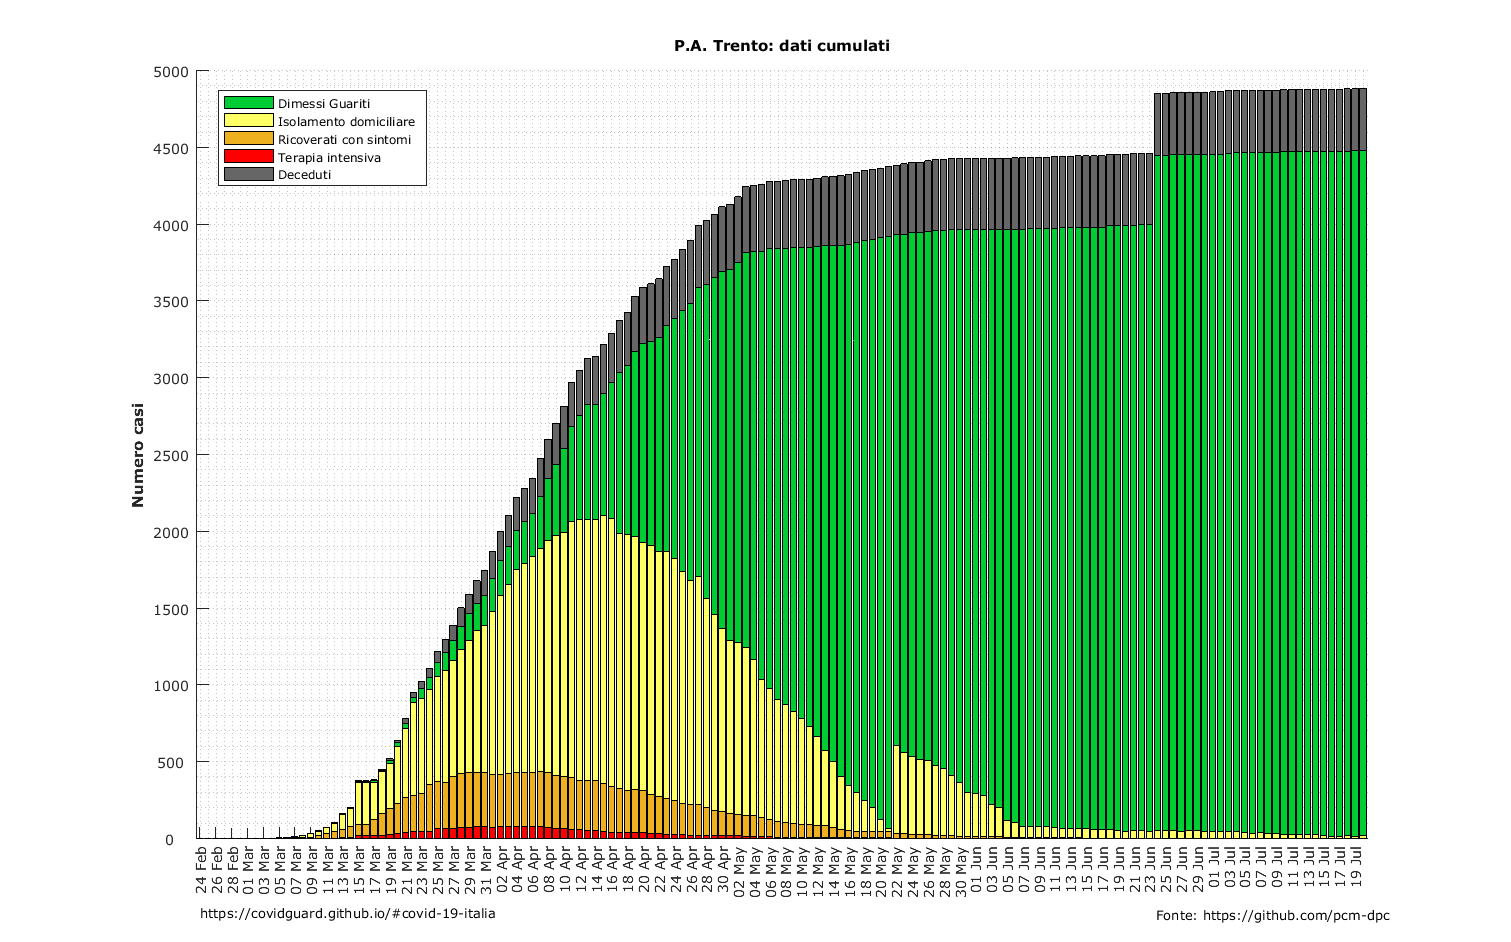 P.A. Trento: dati cumulati
5000
4500
4000
3500
3000
2500
2000
1500
1000
500
0
Numero casi
Dimessi Guariti
Isolamento domiciliare
Ricoverati con sintomi
Terapia intensiva
Deceduti
24 Feb
26 Feb
28 Feb
01 Mar
03 Mar
05 Mar
07 Mar
09 Mar
11 Mar
13 Mar
15 Mar
17 Mar
19 Mar
21 Mar
23 Mar
25 Mar
27 Mar
29 Mar
31 Mar
02 Apr
04 Apr
06 Apr
08 Apr
10 Apr
12 Apr
14 Apr
16 Apr
18 Apr
20 Apr
22 Apr
24 Apr
26 Apr
28 Apr
30 Apr
02 May
04 May
06 May
08 May
10 May
12 May
14 May
16 May
18 May
20 May
22 May
24 May
26 May
28 May
30 May
01 Jun
03 Jun
05 Jun
07 Jun
09 Jun
11 Jun
13 Jun
15 Jun
17 Jun
19 Jun
21 Jun
23 Jun
25 Jun
27 Jun
29 Jun
01 Jul
03 Jul
05 Jul
07 Jul
09 Jul
11 Jul
13 Jul
15 Jul
17 Jul
19 Jul
https://covidguard.github.io/#covid-19-italia
Fonte: https://github.com/pcm-dpc